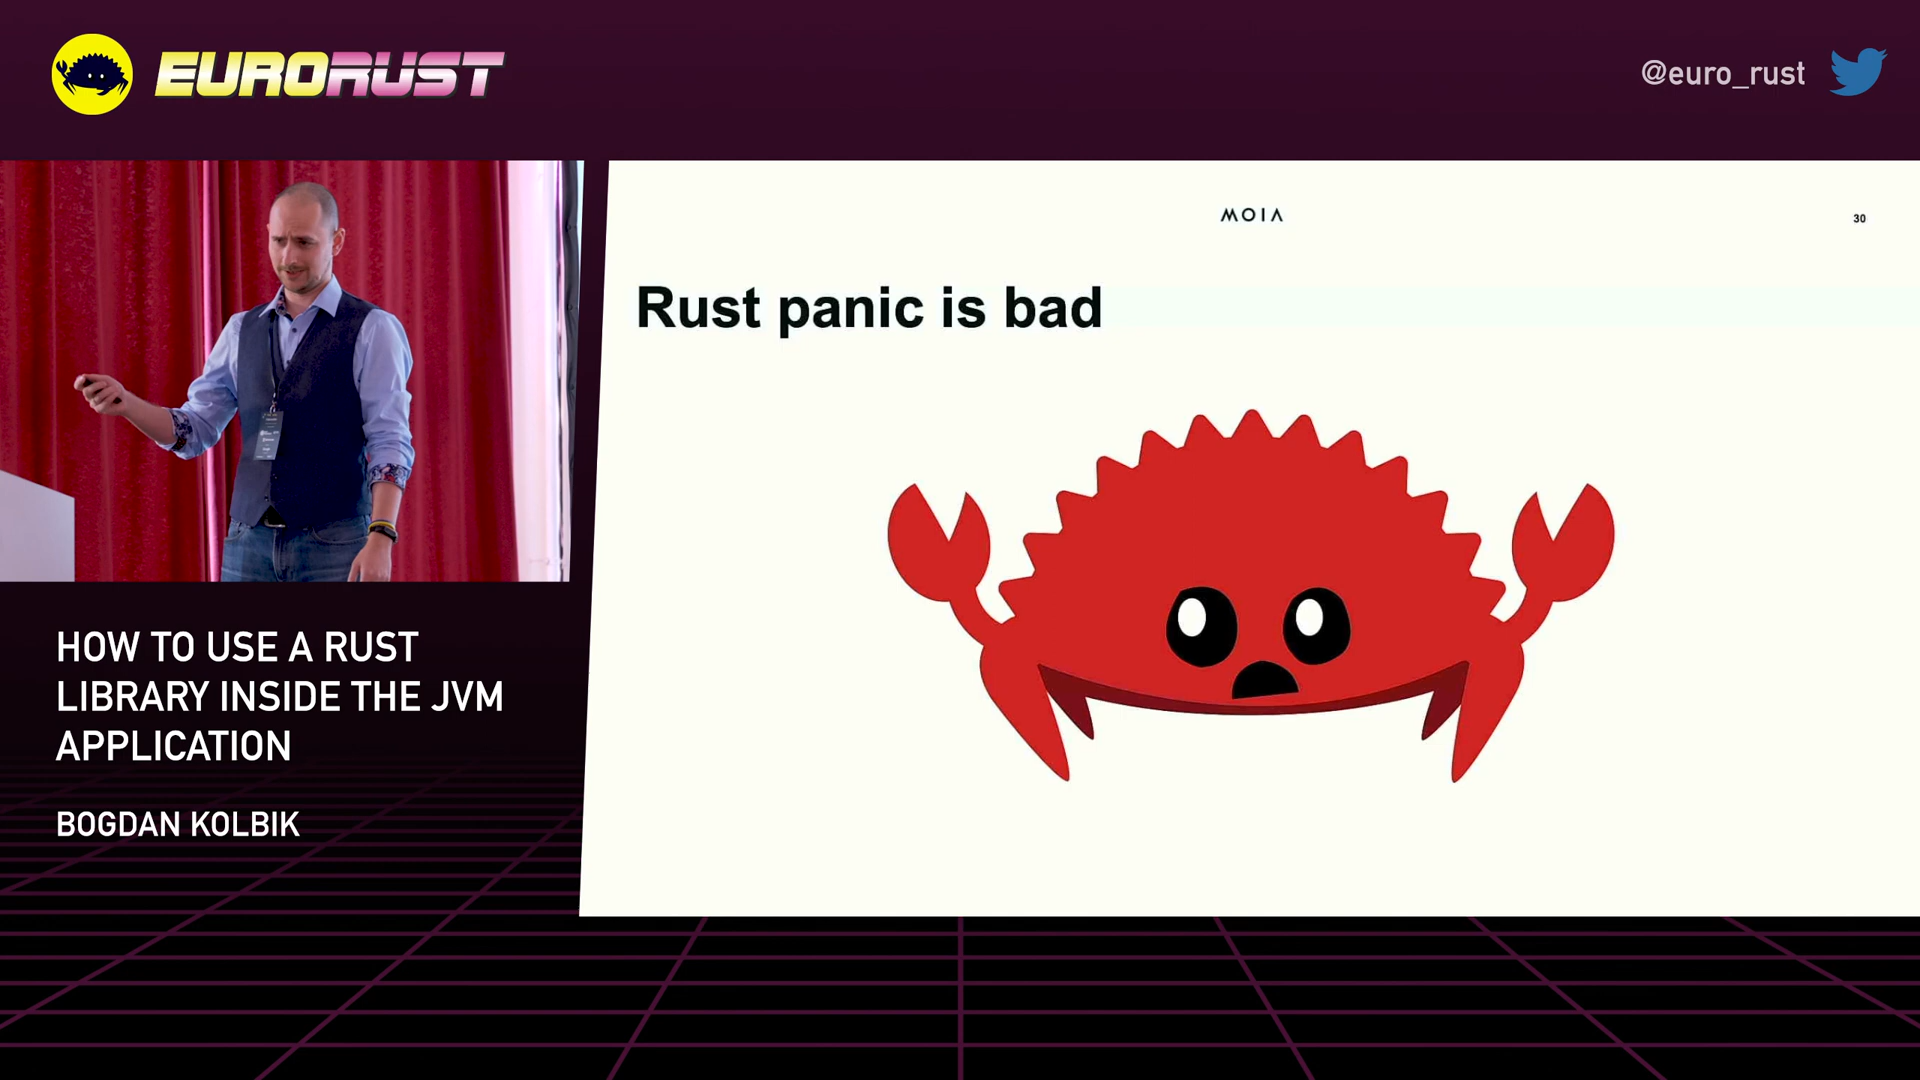 EURORUST
@euro_rust
MOIA
30
Rust panic is bad
HOW TO USE A RUST
LIBRARY INSIDE THE JVM
APPLICATION
BOGDAN KOLBIK